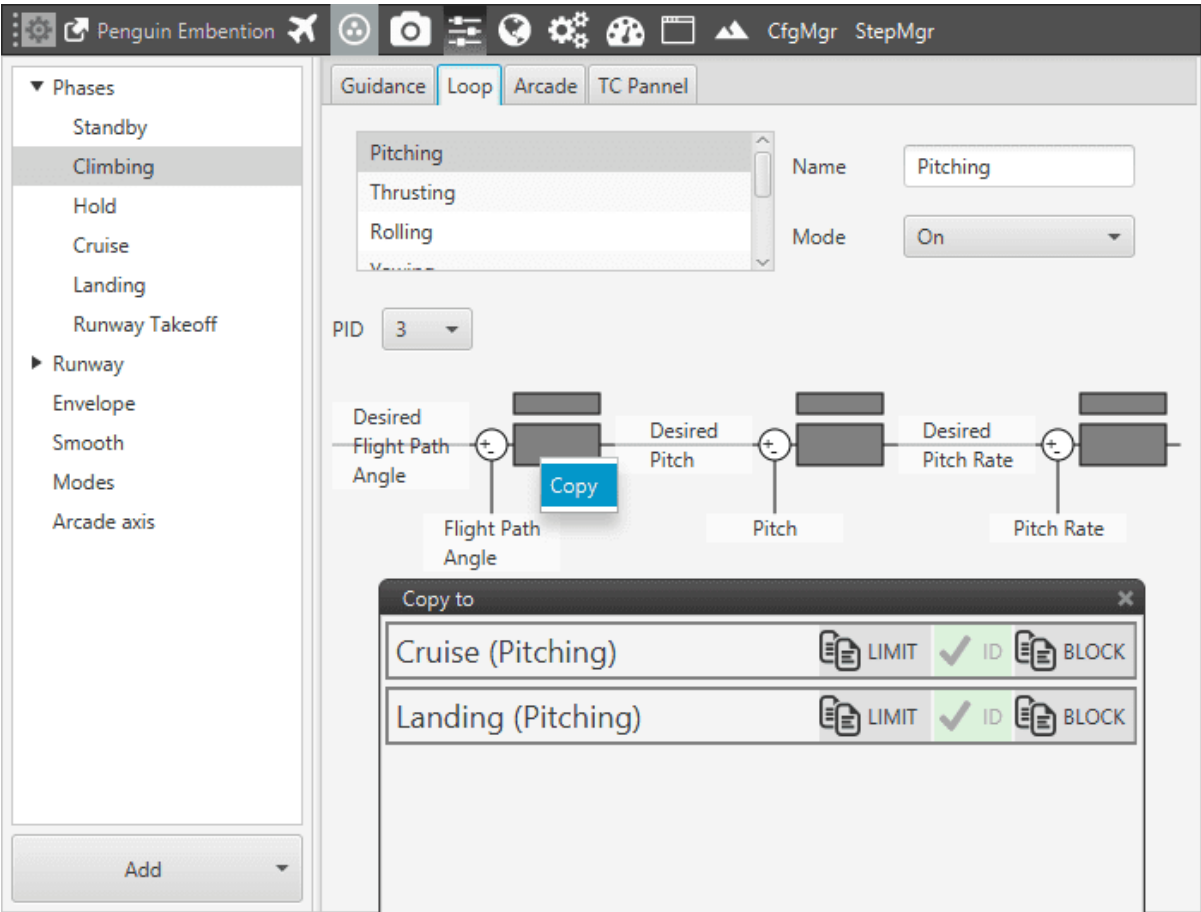 Penguin Embention CfgMgr StepMgr
Phases
Standby
Climbing
Hold
Cruise
Landing
Runway Takeoff
Runway
Envelope
Smooth
Modes
Arcade axis
Add
Guidance Loop Arcade TC Pannel
Pitching
Thrusting
Rolling
Name Pitching
Mode On
PID 3
Desired
Flight Path
Angle
Flight Path
Angle
Copy
Desired
Pitch
Pitch
Desired
Pitch Rate
Pitch Rate
Copy to
Cruise (Pitching) LIMIT ID BLOCK
Landing (Pitching) LIMIT ID BLOCK